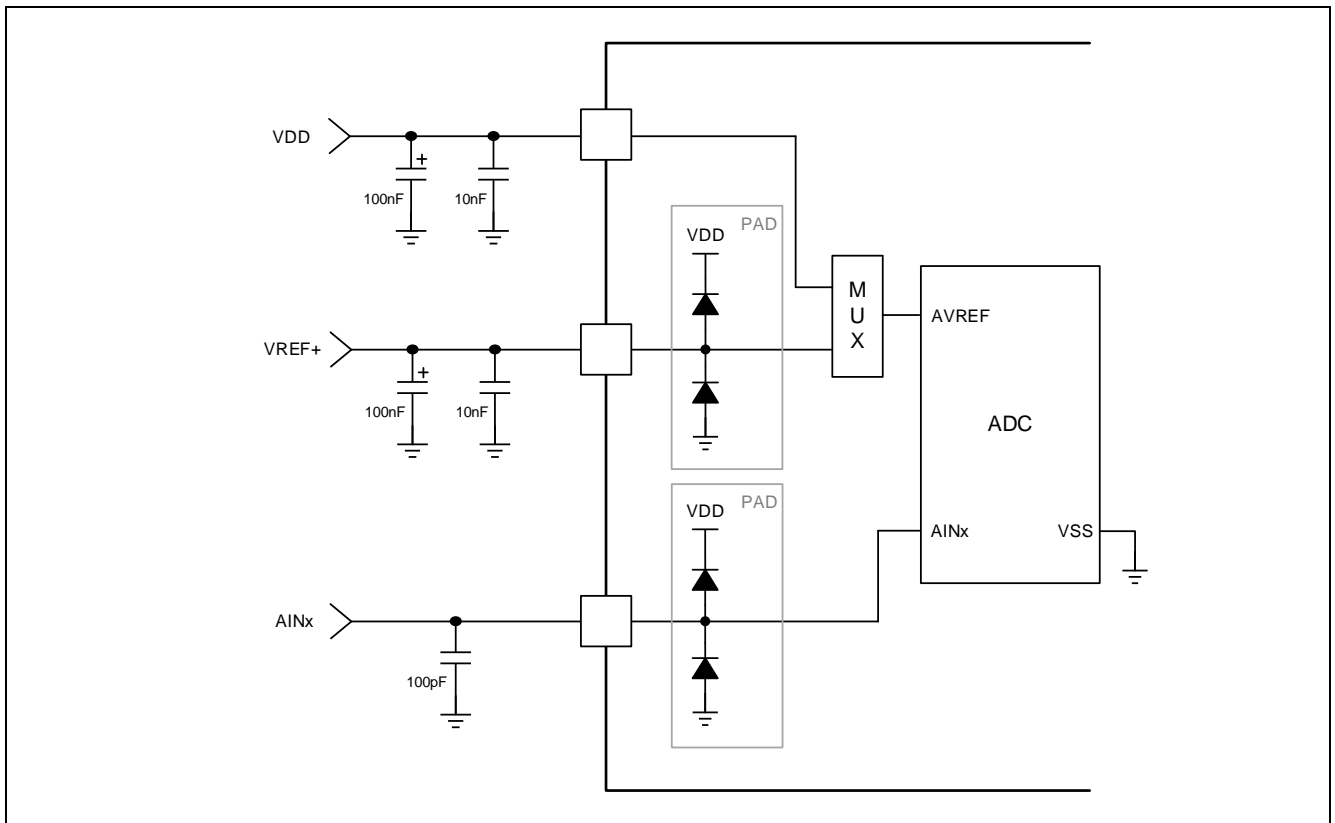 VDD
+
100nF
10nF
PAD
VDD
M
U
X
AVREF
VREF+
+
100nF
10nF
ADC
PAD
VDD
AINx
VSS
AINx
100pF